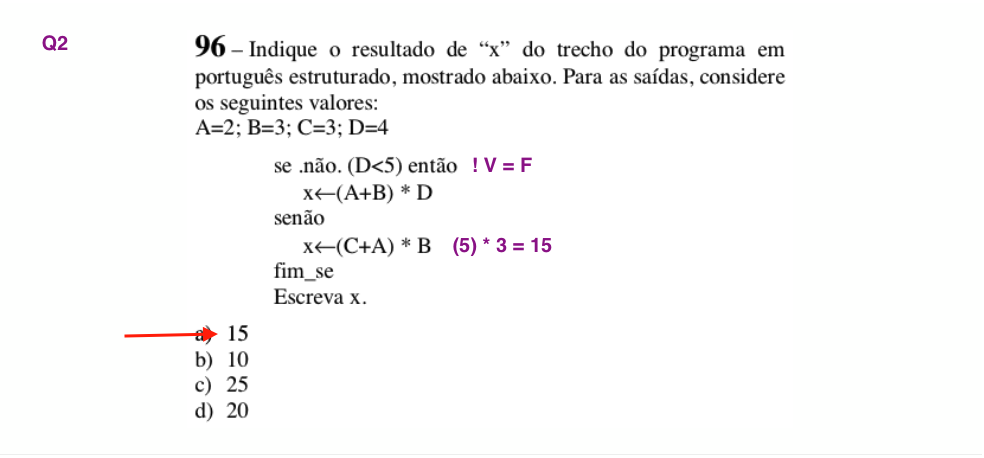 Q2
96 – Indique o resultado de “x” do trecho do programa em
português estruturado, mostrado abaixo. Para as saídas, considere
os seguintes valores:
A=2; B=3; C=3; D=4
se .não. (D<5) então ! V = F
x←(A+B) * D
senão
x←(C+A) * B (5) * 3 = 15
fim_se
Escreva x.
a) 15
b) 10
c) 25
d) 20